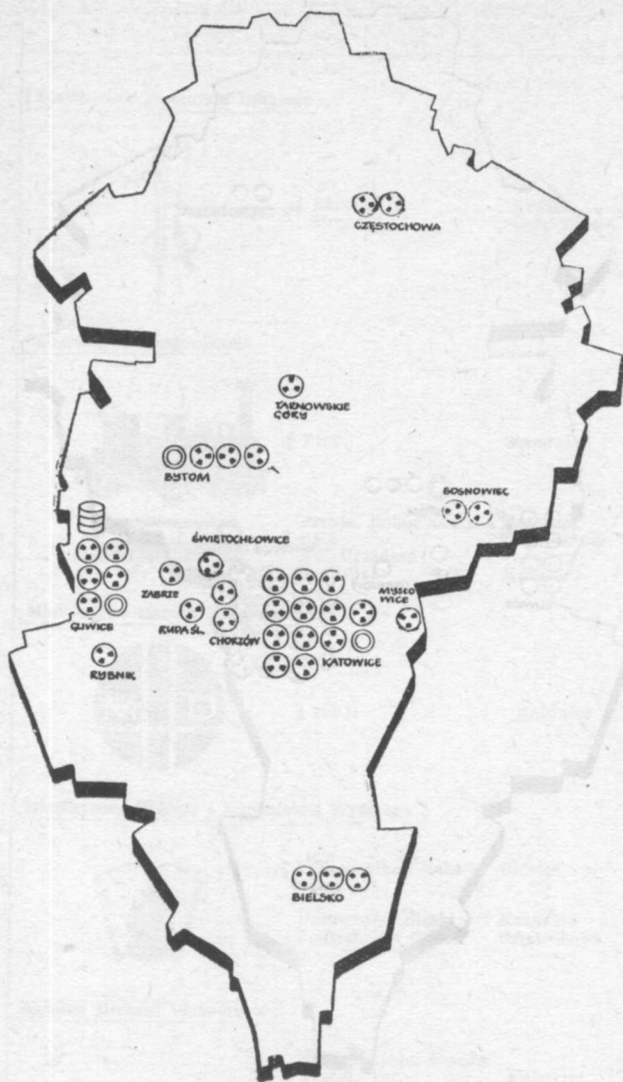 CZĘSTOCHOWA
TARNOWSKIE
GÓRY
BYTOM
SOSNOWIEC
ŚWIĘTOCHŁOWICE
ZABRZE
MYSŁO
WICE
GLIWICE
RUDA ŚL.
CHORZÓW
KATOWICE
RYBNIK
BIELSKO